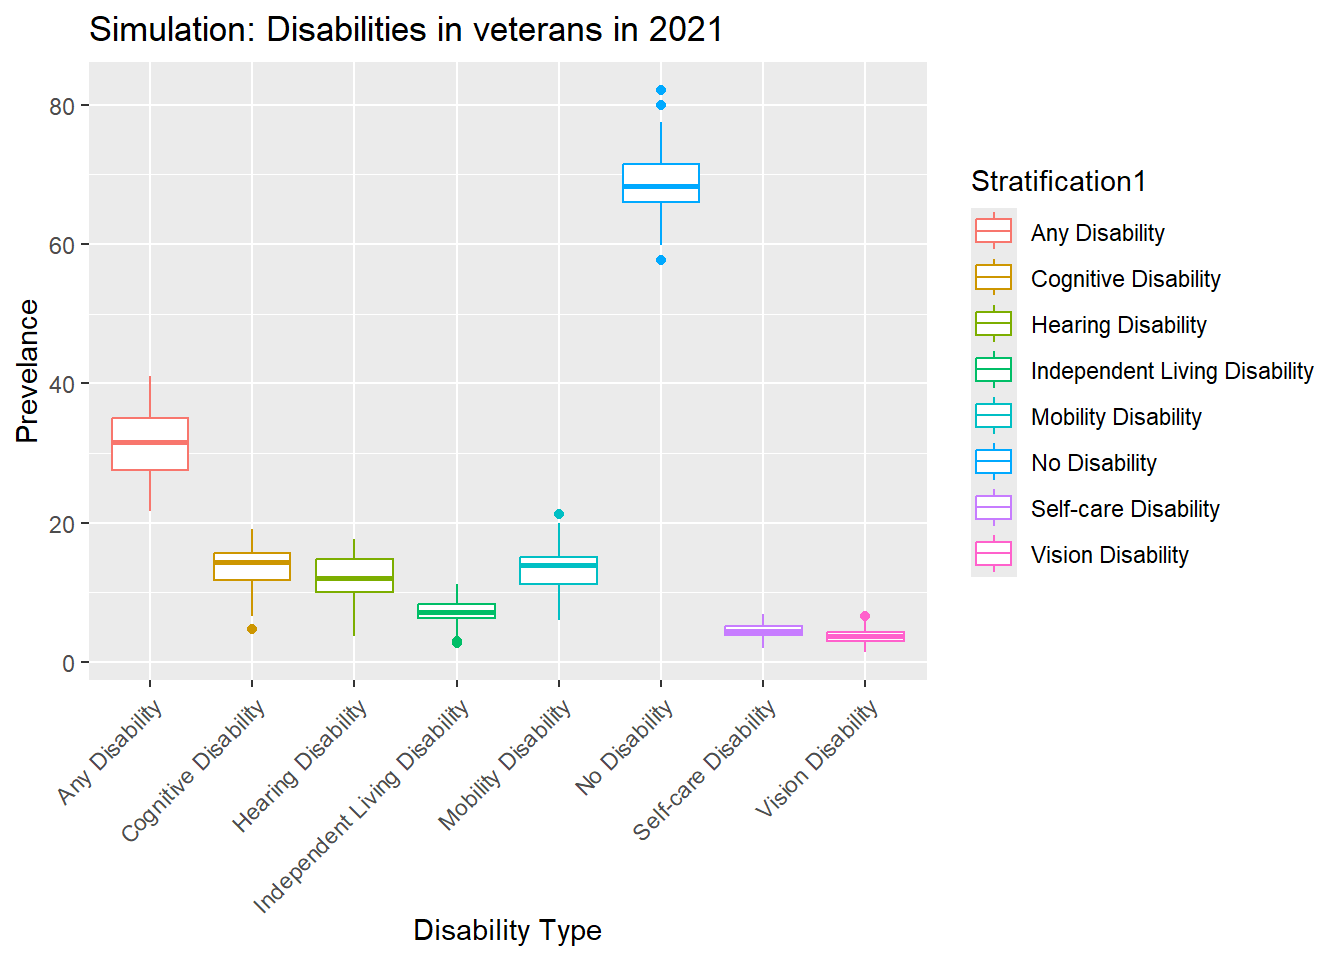 Simulation: Disabilities in veterans in 2021
Prevelance
80
60
40
20
0
Any Disability
Cognitive Disability
Hearing Disability
Independent Living Disability
Mobility Disability
No Disability
Self-care Disability
Vision Disability
Disability Type
Stratification1
Any Disability
Cognitive Disability
Hearing Disability
Independent Living Disability
Mobility Disability
No Disability
Self-care Disability
Vision Disability